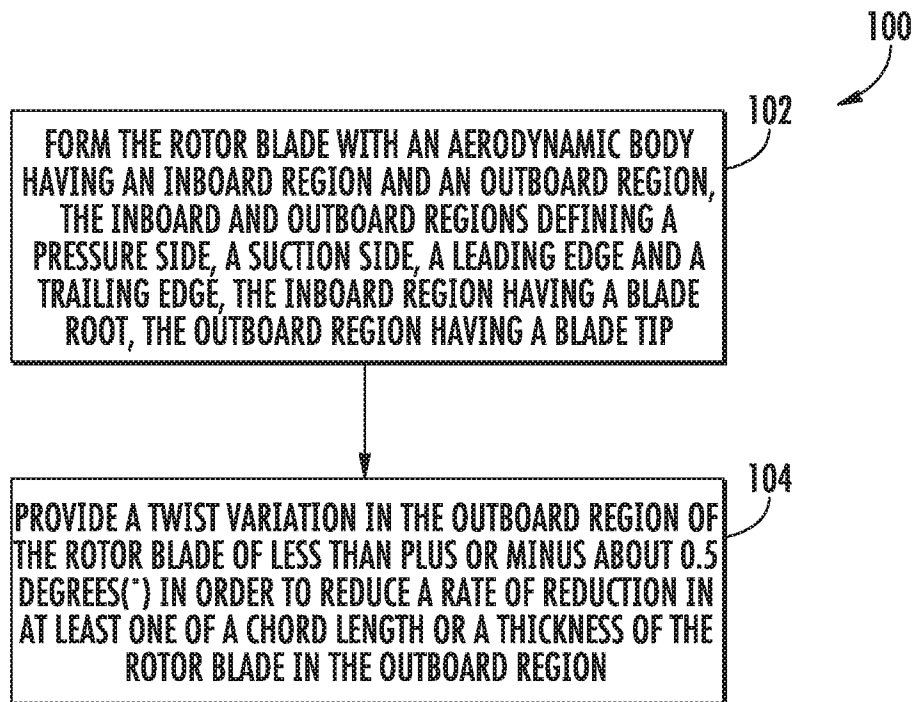 100
102
FORM THE ROTOR BLADE WITH AN AERODYNAMIC BODY
HAVING AN INBOARD REGION AND AN OUTBOARD REGION,
THE INBOARD AND OUTBOARD REGIONS DEFINING A
PRESSURE SIDE, A SUCTION SIDE, A LEADING EDGE AND A
TRAILING EDGE, THE INBOARD REGION HAVING A BLADE
ROOT, THE OUTBOARD REGION HAVING A BLADE TIP
104
PROVIDE A TWIST VARIATION IN THE OUTBOARD REGION OF
THE ROTOR BLADE OF LESS THAN PLUS OR MINUS ABOUT 0.5
DEGREES(°) IN ORDER TO REDUCE A RATE OF REDUCTION IN
AT LEAST ONE OF A CHORD LENGTH OR A THICKNESS OF THE
ROTOR BLADE IN THE OUTBOARD REGION